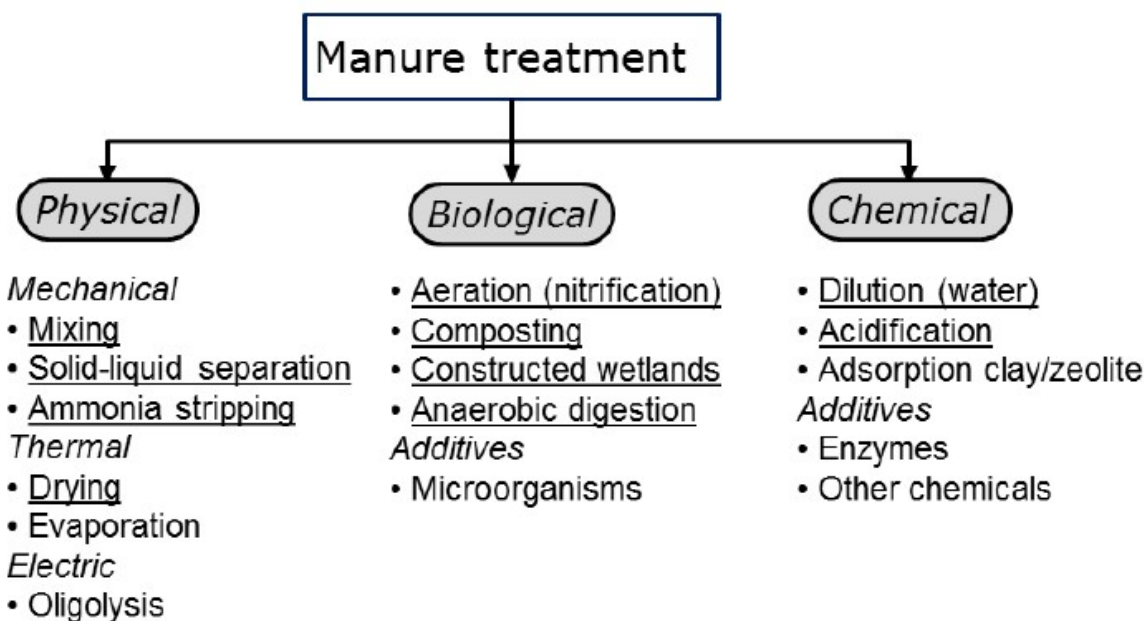 Manure treatment
Physical
Biological
Chemical
Mechanical
• Mixing
• Solid-liquid separation
• Ammonia stripping
Thermal
• Drying
• Evaporation
Electric
• Oligolysis
• Aeration (nitrification)
• Composting
• Constructed wetlands
• Anaerobic digestion
Additives
• Microorganisms
• Dilution (water)
• Acidification
• Adsorption clay/zeolite
Additives
• Enzymes
• Other chemicals